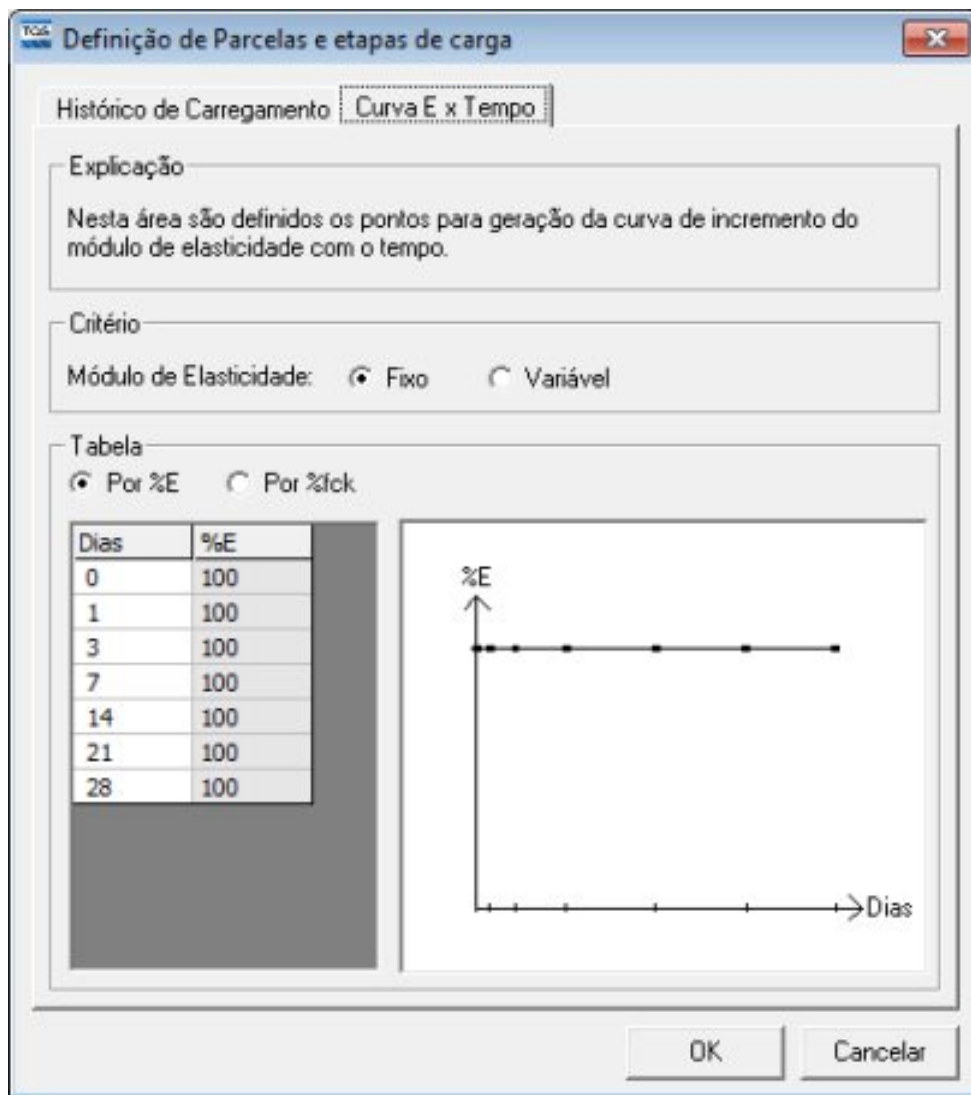 TQS
Definição de Parcelas e etapas de carga
Histórico de Carregamento
Curva E x Tempo
Explicação
Nesta área são definidos os pontos para geração da curva de incremento do
módulo de elasticidade com o tempo.
Critério
Módulo de Elasticidade: Fixo Variável
Tabela
Por %E Por %fck
Dias %E
0 100
1 100
3 100
7 100
14 100
21 100
28 100
%E
Dias
OK Cancelar